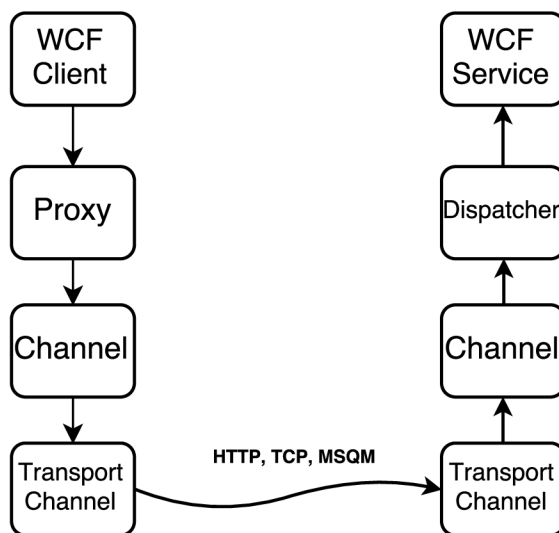 WCF
Client
WCF
Service
Proxy
Dispatcher
Channel
Channel
HTTP, TCP, MSQM
Transport
Channel
Transport
Channel